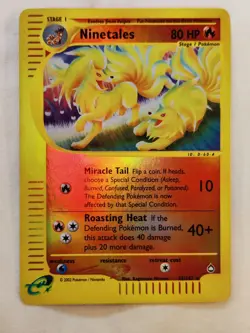 STAGE 1
Evolves from Vulpix
Ninetales 80 HP
Stage 1 Pokémon
Miracle Tail Flip a coin. If heads,
choose a Special Condition (Asleep,
Burned, Confused, Paralyzed, or Poisoned).
The Defending Pokémon is now
affected by that Special Condition.
10
Roasting Heat If the
Defending Pokémon is Burned,
this attack does 40 damage
plus 20 more damage.
40+
weakness resistance retreat cost
e
© 2002 Pokémon / Nintendo